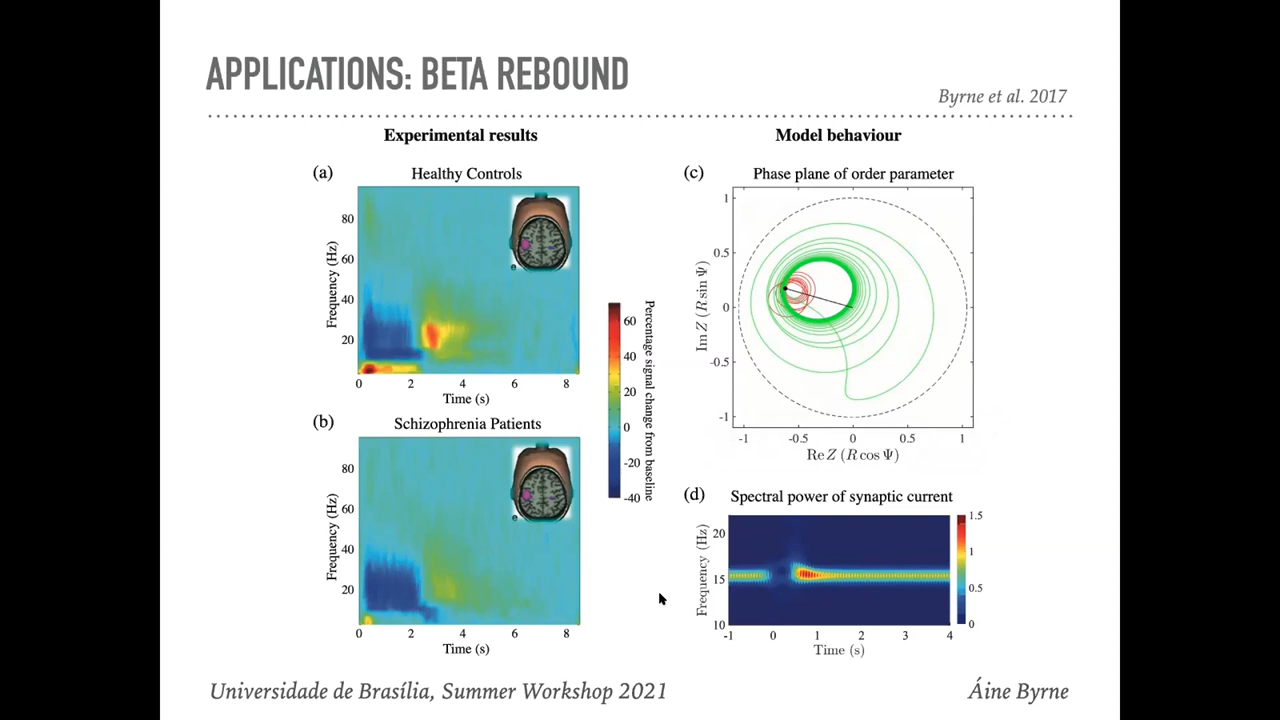 APPLICATIONS: BETA REBOUND
Byrne et al. 2017
Experimental results
(a)
Healthy Controls
Frequency (Hz)
80
60
40
20
0 2 4 6 8
Time (s)
e
(b)
Schizophrenia Patients
Frequency (Hz)
80
60
40
20
0 2 4 6 8
Time (s)
e
60
40
20
0
-20
-40
Percentage signal change from baseline
Model behaviour
(c)
Phase plane of order parameter
Im Z (R sin Ψ)
1
0.5
0
-0.5
-1
-1 -0.5 0 0.5 1
Re Z (R cos Ψ)
(d)
Spectral power of synaptic current
Frequency (Hz)
20
15
10
-1 0 1 2 3 4
Time (s)
1.5
1
0.5
0
Universidade de Brasília, Summer Workshop 2021
Áine Byrne